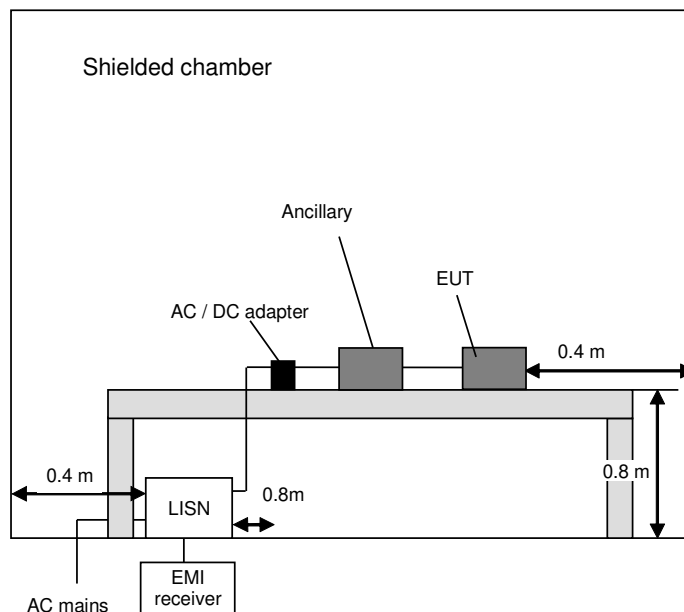 Shielded chamber
Ancillary
EUT
AC / DC adapter
0.4 m
0.4 m
0.8 m
LISN
0.8m
EMI
receiver
AC mains